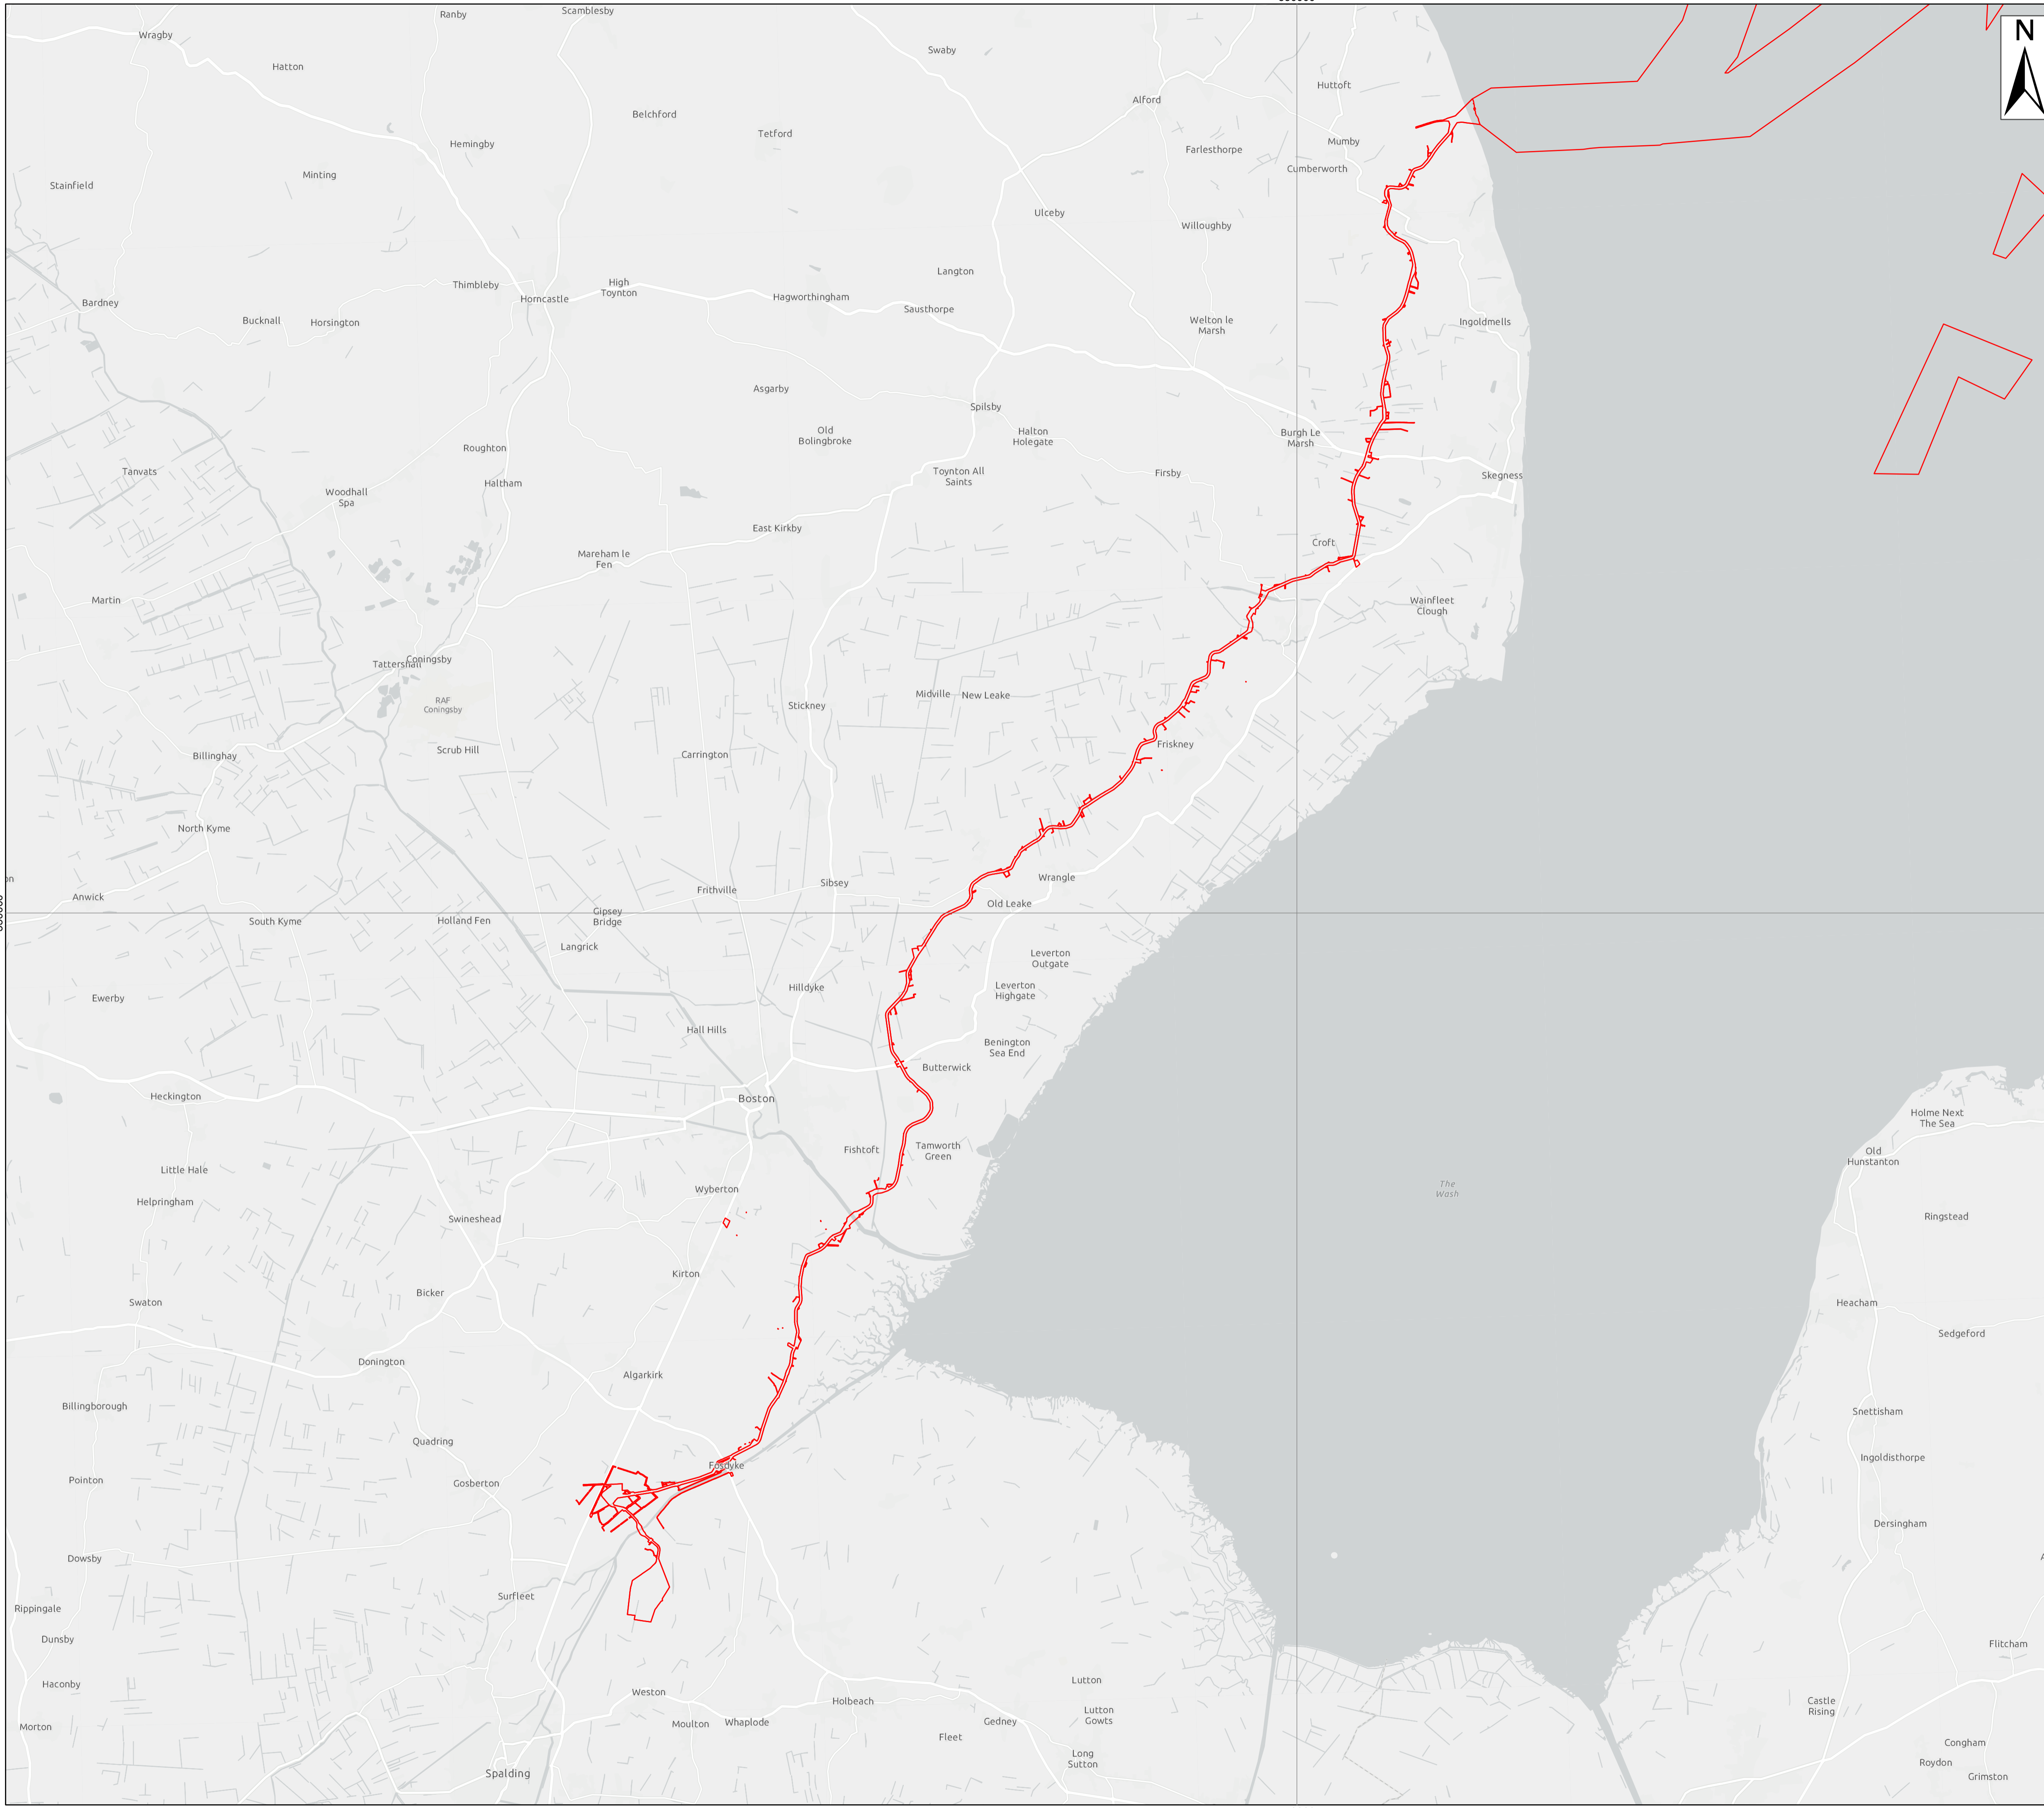 Ranby
Scamblesby
Wragby
Swaby
Hatton
N
Huttoft
Alford
Belchford
Tetford
Hemingby
Mumby
Farlesthorpe
Cumberworth
Minting
Stainfield
Ulceby
Willoughby
Langton
Thimbleby
High
Toynton
Horncastle
Hagworthingham
Bardney
Sausthorpe
Bucknall
Horsington
Welton le
Marsh
Ingoldmells
Asgarby
Spilsby
Old
Bolingbroke
Halton
Holegate
Burgh Le
Marsh
Roughton
Tanvats
Toynton All
Saints
Firsby
Skegness
Haltham
Woodhall
Spa
East Kirkby
Croft
Mareham le
Fen
Martin
Wainfleet
Clough
Coningsby
Tattershall
RAF
Coningsby
Midville
New Leake
Stickney
Friskney
Scrub Hill
Carrington
Billinghay
North Kyme
Wrangle
Sibsey
Frithville
Anwick
Old Leake
Gipsey
Bridge
South Kyme
Holland Fen
Langrick
Leverton
Outgate
Hilldyke
Leverton
Highgate
Ewerby
Hall Hills
Benington
Sea End
Butterwick
Heckington
Boston
Holme Next
The Sea
Fishtoft
Tamworth
Green
Old
Hunstanton
Little Hale
Wyberton
The
Wash
Helpringham
Swineshead
Ringstead
Kirton
Bicker
Swaton
Heacham
Sedgeford
Donington
Algarkirk
Billingborough
Snettisham
Quadring
Ingoldisthorpe
Fosdyke
Pointon
Gosberton
Dersingham
Dowsby
Surfleet
Rippingale
Dunsby
Flitcham
Haconby
Lutton
Weston
Holbeach
Castle
Rising
Morton
Moulton
Whaplode
Gedney
Lutton
Gowts
Fleet
Congham
Long
Sutton
Roydon
Spalding
Grimston